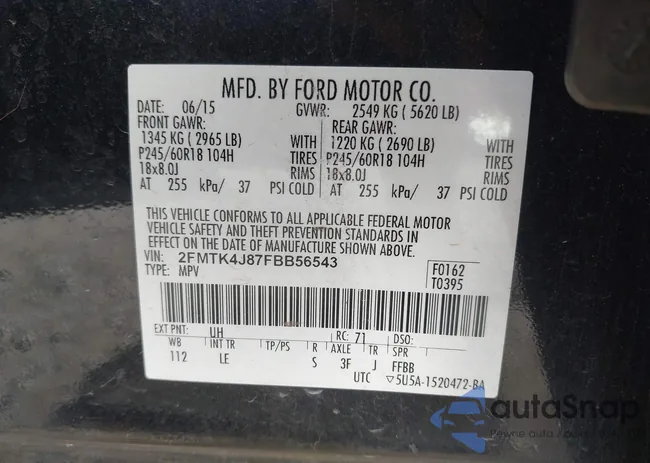 MFD. BY FORD MOTOR CO.
DATE: 06/15 GVWR: 2549 KG ( 5620 LB)
FRONT GAWR: REAR GAWR:
1345 KG ( 2965 LB) WITH 1220 KG ( 2690 LB) WITH
P245/60R18 104H TIRES P245/60R18 104H TIRES
18x8.0J RIMS 18x8.0J RIMS
AT 255 kPa/ 37 PSI COLD AT 255 kPa/ 37 PSI COLD
THIS VEHICLE CONFORMS TO ALL APPLICABLE FEDERAL MOTOR
VEHICLE SAFETY AND THEFT PREVENTION STANDARDS IN
EFFECT ON THE DATE OF MANUFACTURE SHOWN ABOVE.
VIN: 2FMTK4J87FBB56543 F0162
TYPE: MPV T0395
EXT PNT: UH RC: 71 DSO:
WB INT TR TP/PS R AXLE TR SPR
112 LE S 3F J FFBB
UTC ▽5U5A-1520472-BA
autoSnap
Pewne auto z